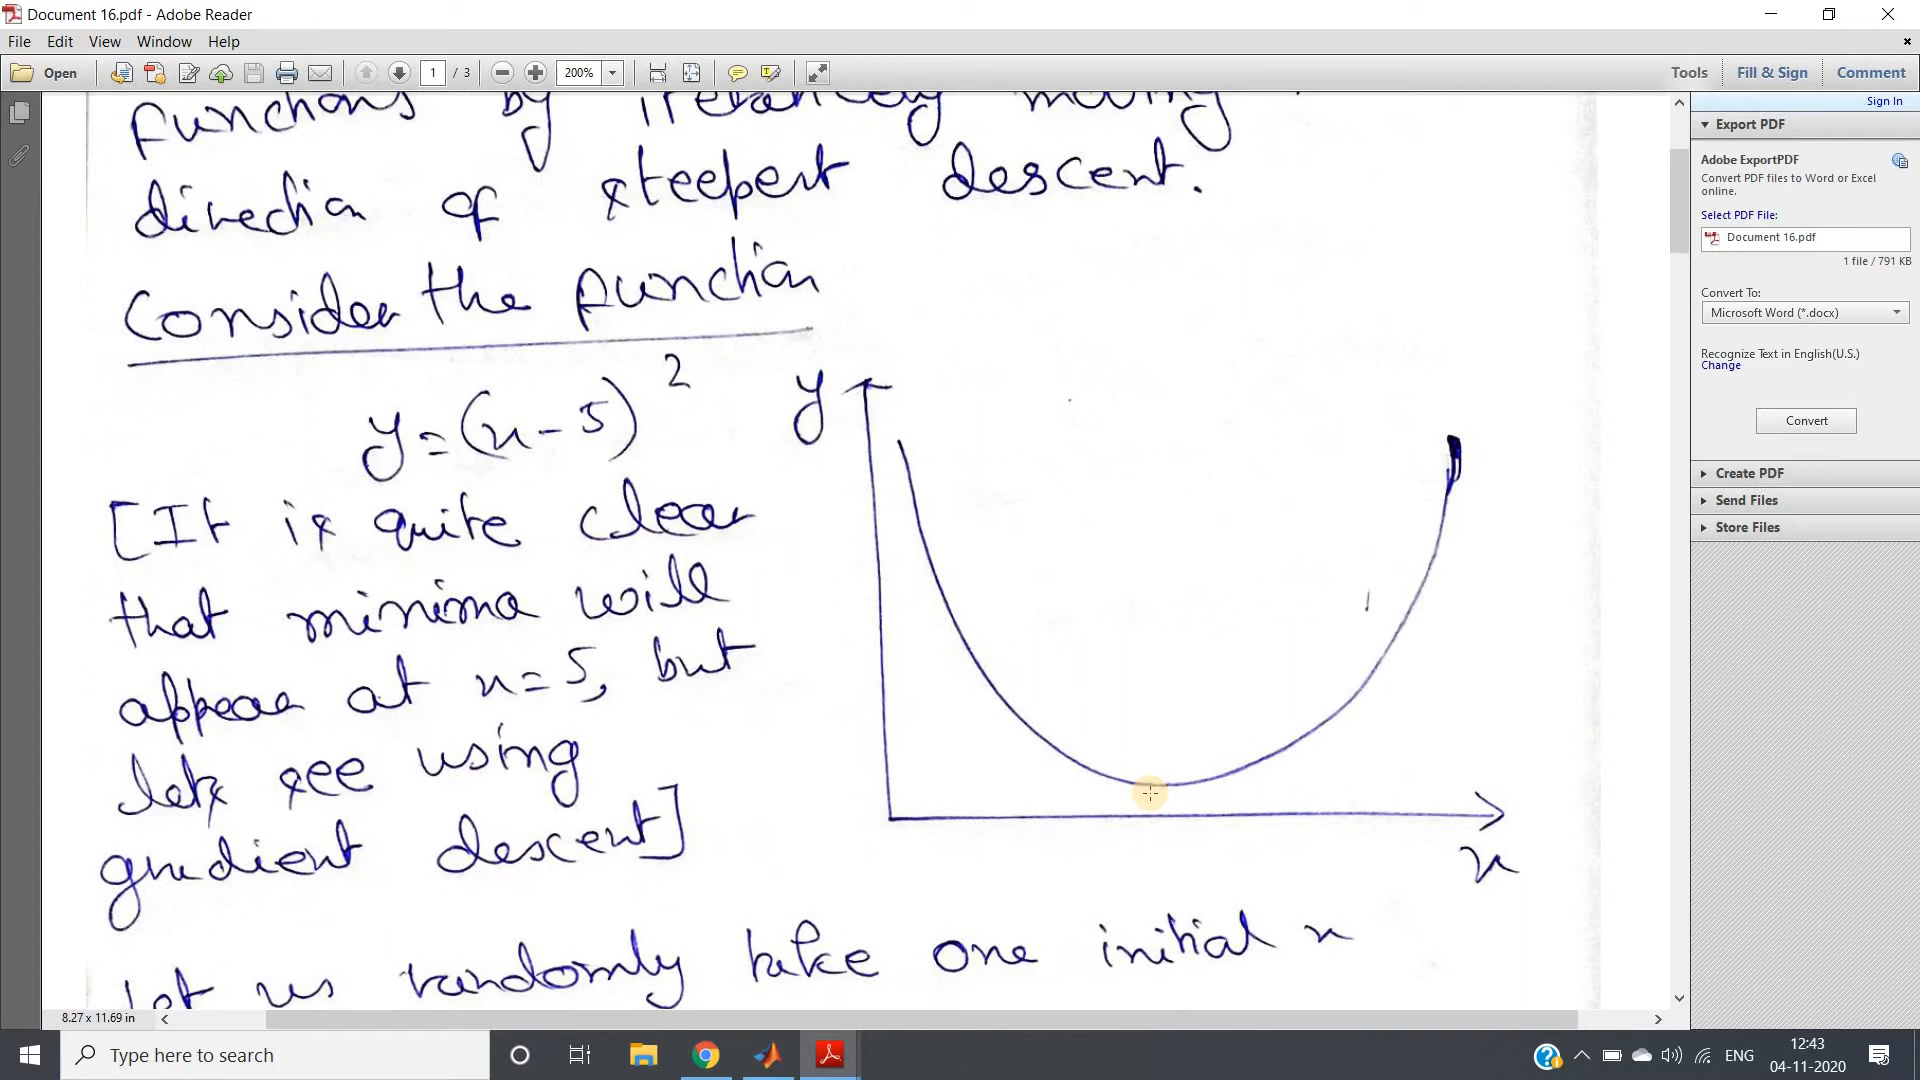 Document 16.pdf - Adobe Reader
File Edit View Window Help
Open 1 / 3 200% Tools Fill & Sign Comment
functions by iteratively moving
direction of steepest descent.
Consider the function
y = (x - 5)²
y
[It is quite clear
that minima will
appear at x = 5, but
lets see using
gradient descent]
x
Let us randomly take one initial x
8.27 x 11.69 in
Sign In
Export PDF
Adobe ExportPDF
Convert PDF files to Word or Excel
online.
Select PDF File:
Document 16.pdf
1 file / 791 KB
Convert To:
Microsoft Word (*.docx)
Recognize Text in English(U.S.)
Change
Convert
Create PDF
Send Files
Store Files
Type here to search
ENG
12:43
04-11-2020